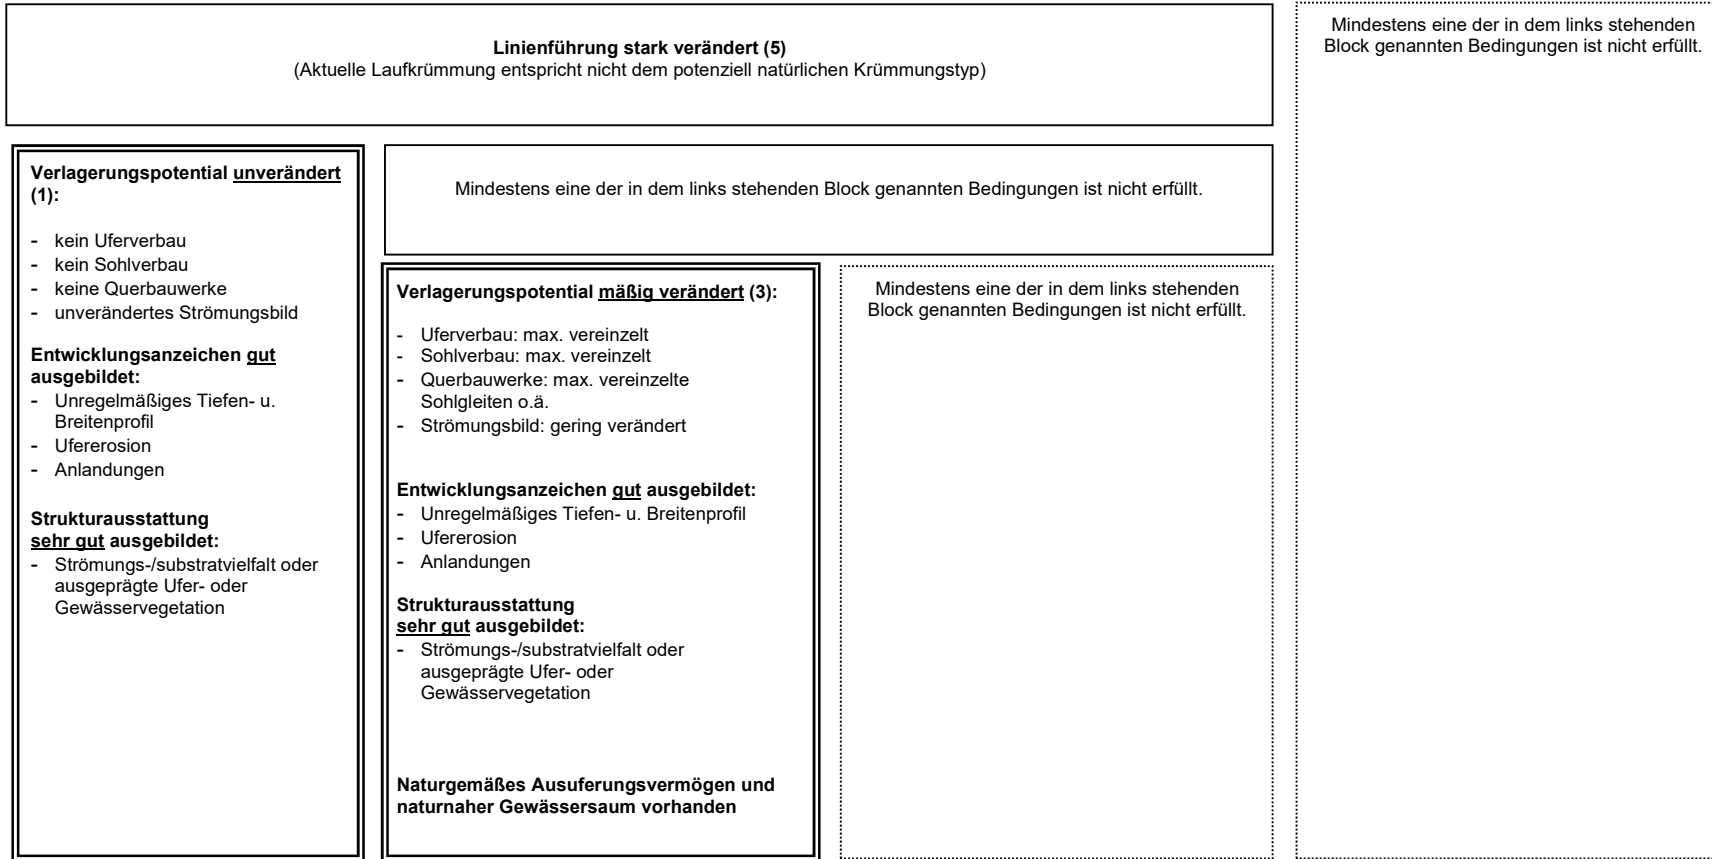 Linienführung stark verändert (5)
(Aktuelle Laufkrümmung entspricht nicht dem potenziell natürlichen Krümmungstyp)
Mindestens eine der in dem links stehenden
Block genannten Bedingungen ist nicht erfüllt.
Verlagerungspotential unverändert
(1):
- kein Uferverbau
- kein Sohlverbau
- keine Querbauwerke
- unverändertes Strömungsbild
Entwicklungsanzeichen gut
ausgebildet:
- Unregelmäßiges Tiefen- u.
Breitenprofil
- Ufererosion
- Anlandungen
Strukturausstattung
sehr gut ausgebildet:
- Strömungs-/substratvielfalt oder
ausgeprägte Ufer- oder
Gewässervegetation
Mindestens eine der in dem links stehenden Block genannten Bedingungen ist nicht erfüllt.
Verlagerungspotential mäßig verändert (3):
- Uferverbau: max. vereinzelt
- Sohlverbau: max. vereinzelt
- Querbauwerke: max. vereinzelte
Sohlgleiten o.ä.
- Strömungsbild: gering verändert
Entwicklungsanzeichen gut ausgebildet:
- Unregelmäßiges Tiefen- u. Breitenprofil
- Ufererosion
- Anlandungen
Strukturausstattung
sehr gut ausgebildet:
- Strömungs-/substratvielfalt oder
ausgeprägte Ufer- oder
Gewässervegetation
Naturgemäßes Ausuferungsvermögen und
naturnaher Gewässersaum vorhanden
Mindestens eine der in dem links stehenden
Block genannten Bedingungen ist nicht erfüllt.